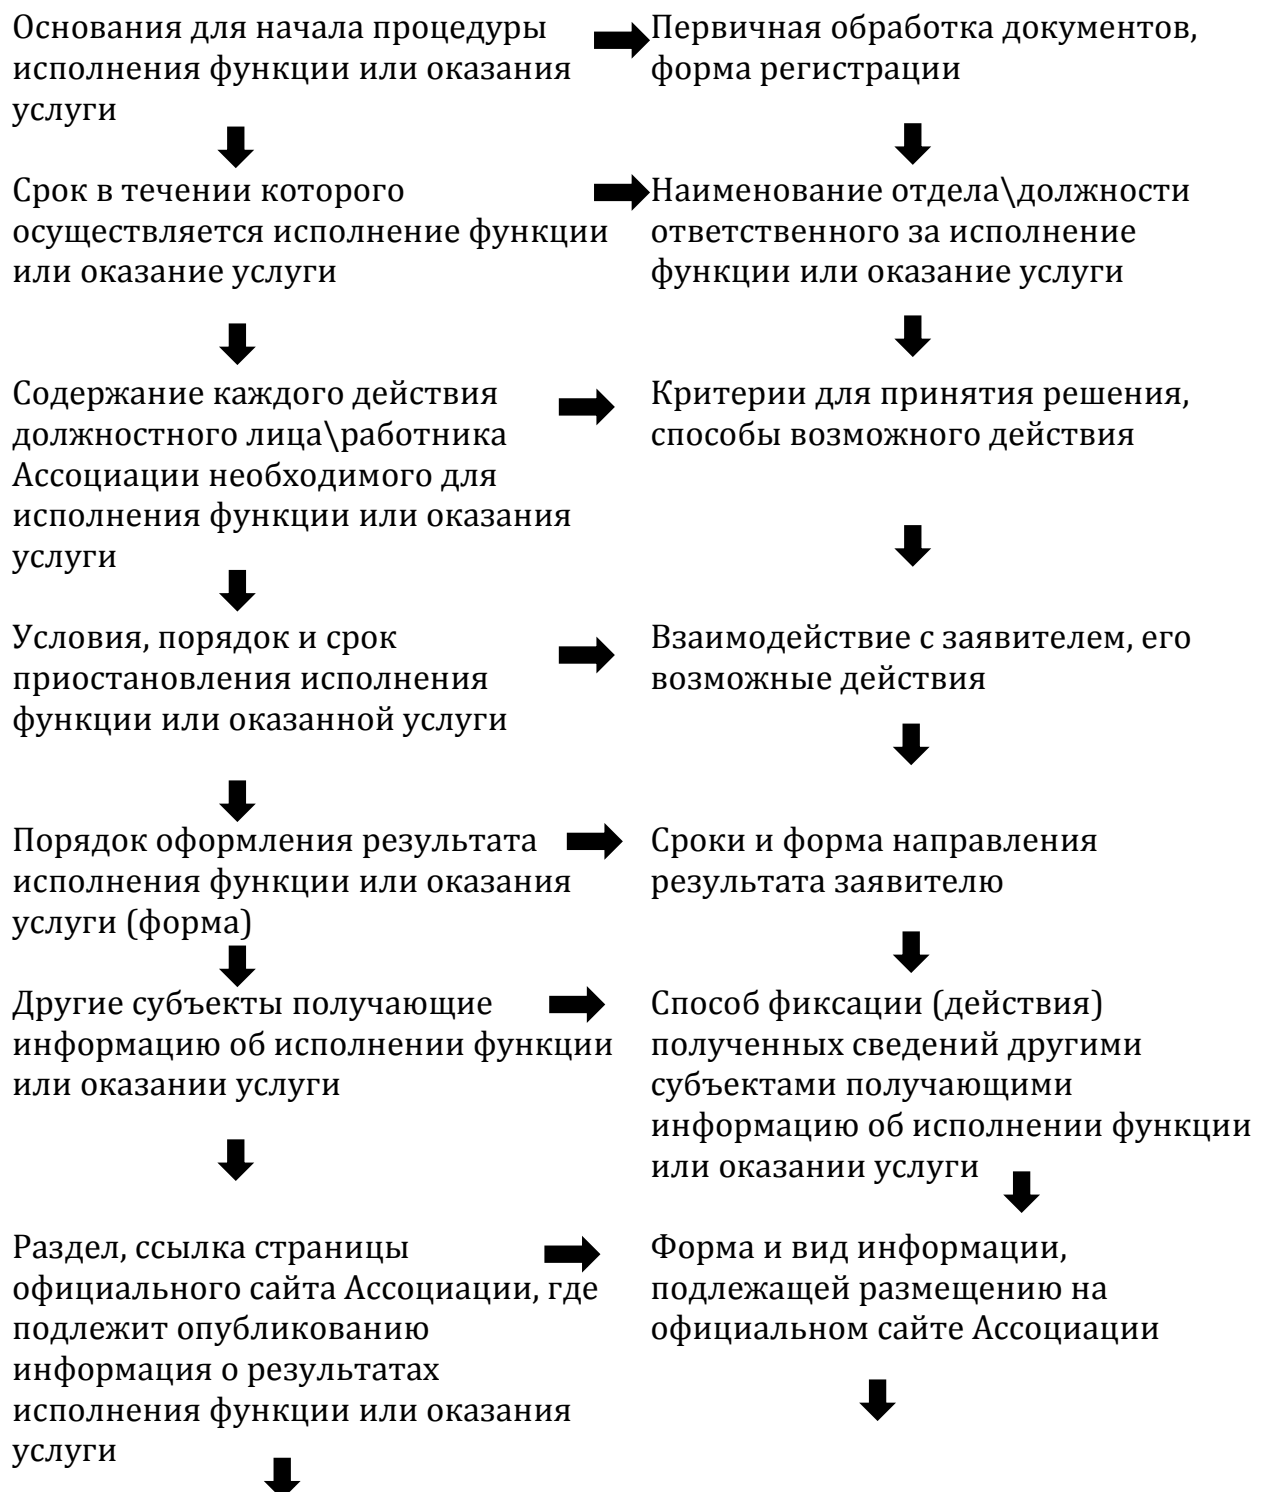 Основания для начала процедуры
исполнения функции или оказания
услуги
Первичная обработка документов,
форма регистрации
Срок в течении которого
осуществляется исполнение функции
или оказание услуги
Наименование отдела\должности
ответственного за исполнение
функции или оказание услуги
Содержание каждого действия
должностного лица\работника
Ассоциации необходимого для
исполнения функции или оказания
услуги
Критерии для принятия решения,
способы возможного действия
Условия, порядок и срок
приостановления исполнения
функции или оказанной услуги
Взаимодействие с заявителем, его
возможные действия
Порядок оформления результата
исполнения функции или оказания
услуги (форма)
Сроки и форма направления
результата заявителю
Другие субъекты получающие
информацию об исполнении функции
или оказании услуги
Способ фиксации (действия)
полученных сведений другими
субъектами получающими
информацию об исполнении функции
или оказании услуги
Раздел, ссылка страницы
официального сайта Ассоциации, где
подлежит опубликованию
информация о результатах
исполнения функции или оказания
услуги
Форма и вид информации,
подлежащей размещению на
официальном сайте Ассоциации